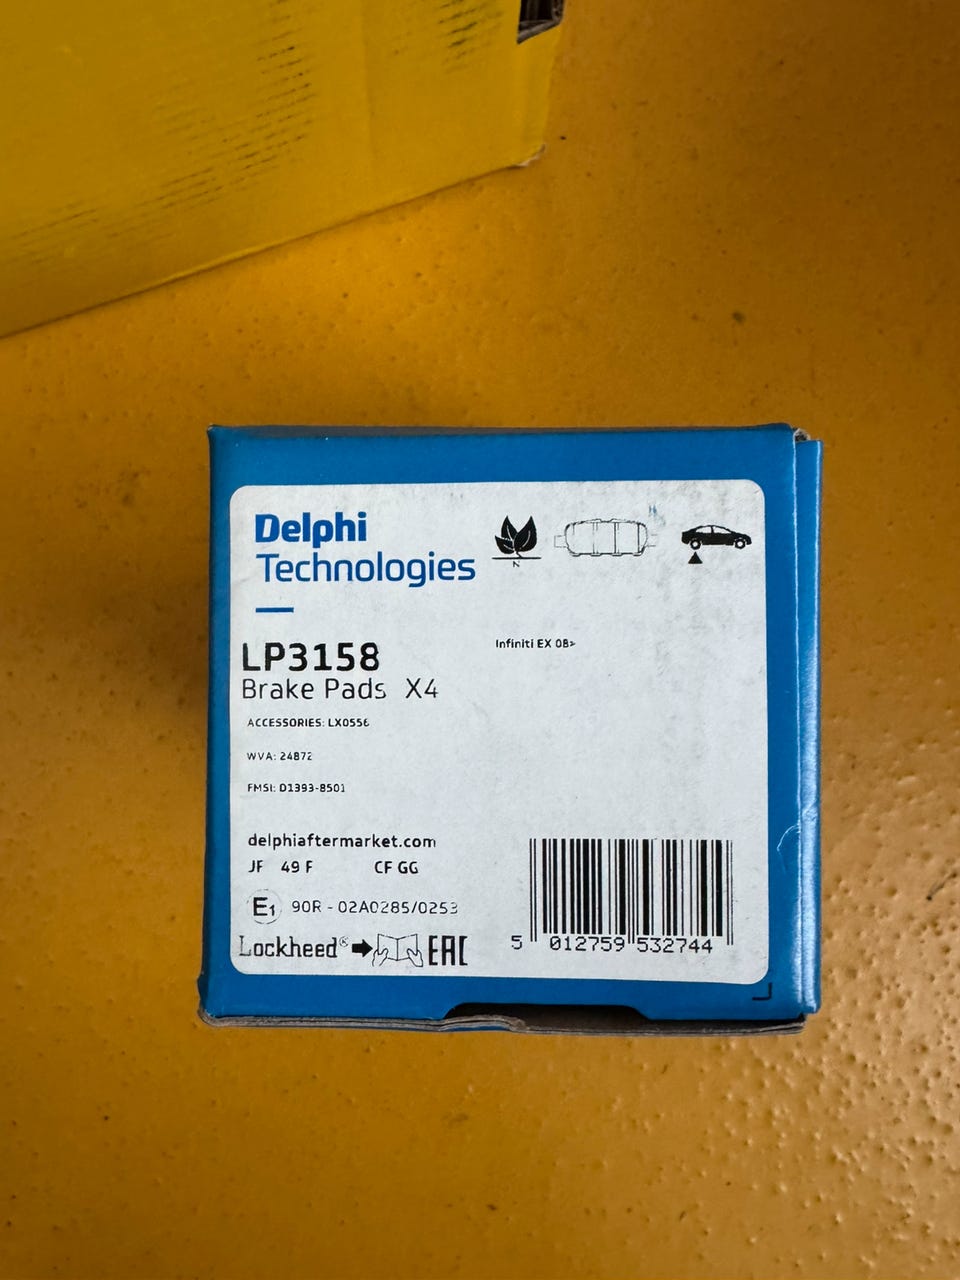 Delphi
Technologies
N
LP3158
Brake Pads X4
Infiniti EX 08>
ACCESSORIES: LX0556
WVA: 24872
FMSI: D1393-8501
delphiaftermarket.com
JF 49 F CF GG
E1 90R - 02A0285/0253
Lockheed® EAC
5 012759 532744